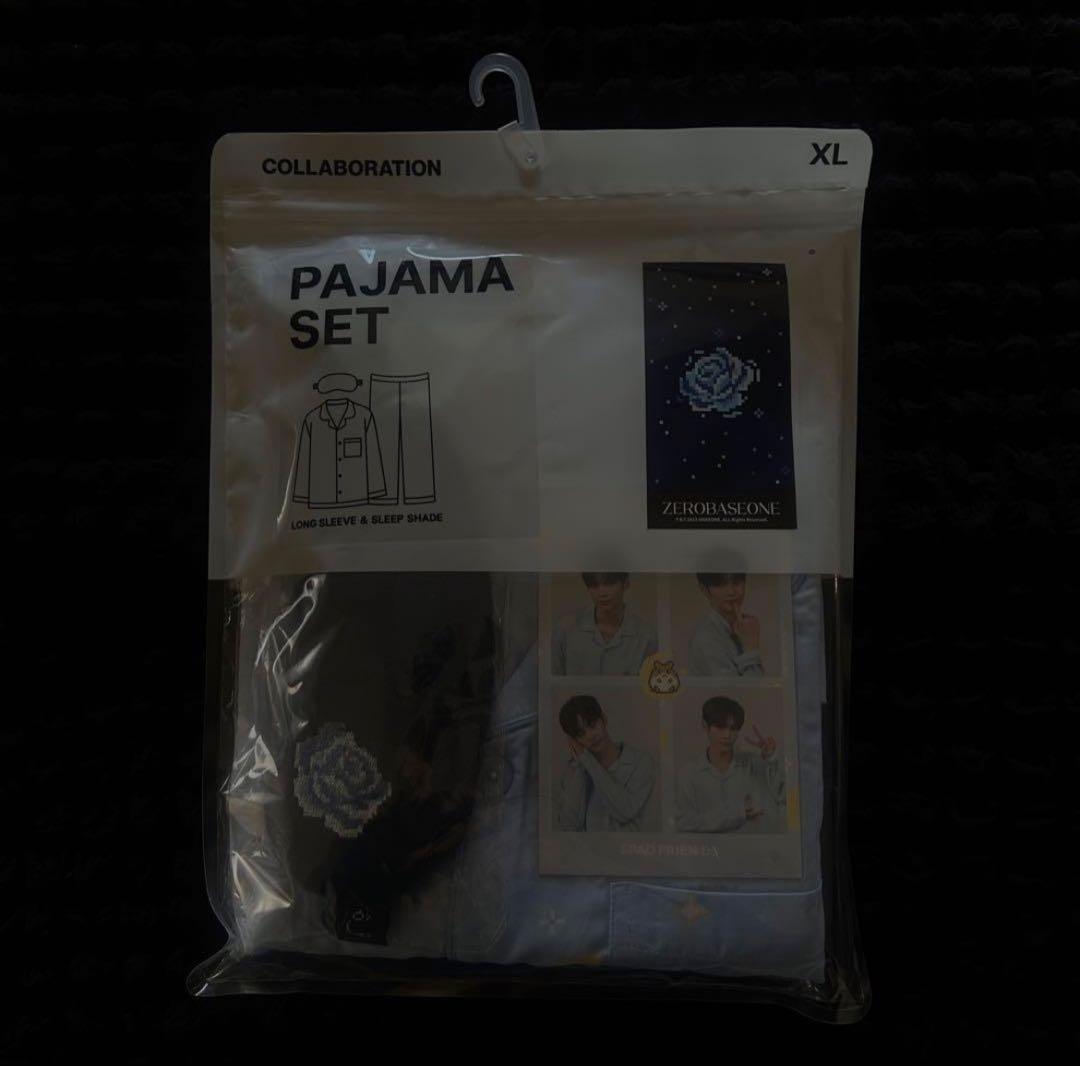 COLLABORATION
XL
PAJAMA
SET
LONG SLEEVE & SLEEP SHADE
ZEROBASEONE